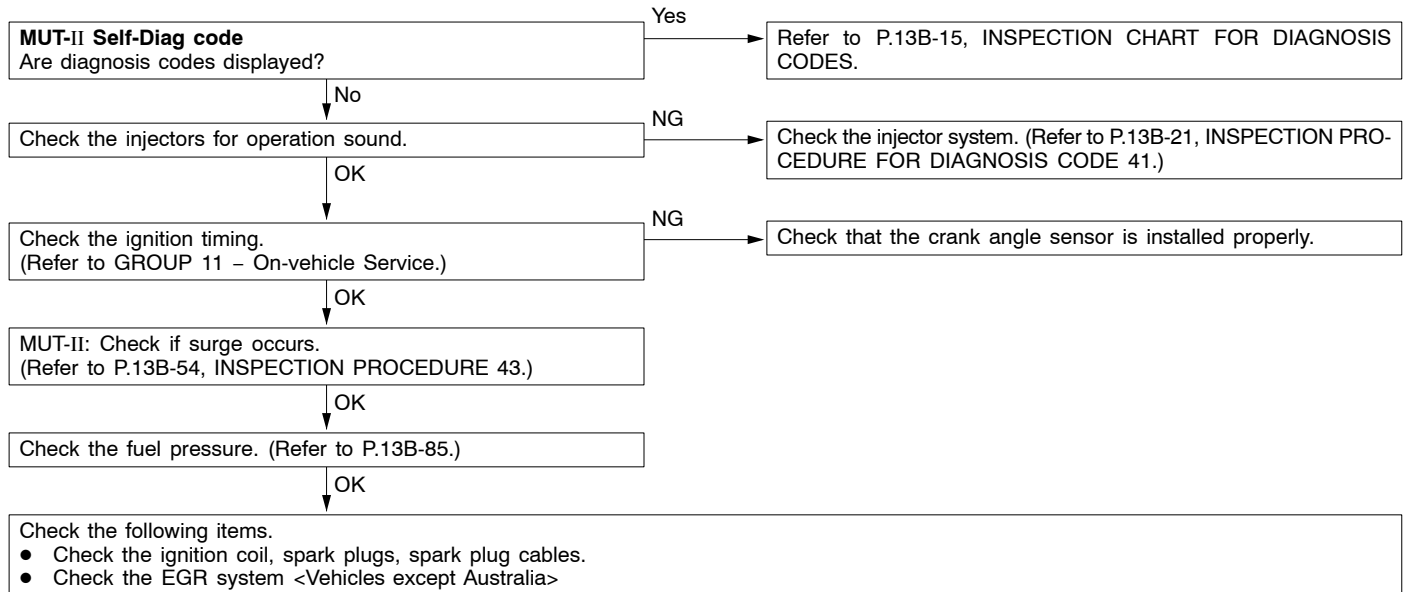 MUT-II Self-Diag code
Are diagnosis codes displayed?
Yes
Refer to P.13B-15, INSPECTION CHART FOR DIAGNOSIS
CODES.
No
Check the injectors for operation sound.
NG
Check the injector system. (Refer to P.13B-21, INSPECTION PRO-
CEDURE FOR DIAGNOSIS CODE 41.)
OK
Check the ignition timing.
(Refer to GROUP 11 – On-vehicle Service.)
NG
Check that the crank angle sensor is installed properly.
OK
MUT-II: Check if surge occurs.
(Refer to P.13B-54, INSPECTION PROCEDURE 43.)
OK
Check the fuel pressure. (Refer to P.13B-85.)
OK
Check the following items.
● Check the ignition coil, spark plugs, spark plug cables.
● Check the EGR system <Vehicles except Australia>